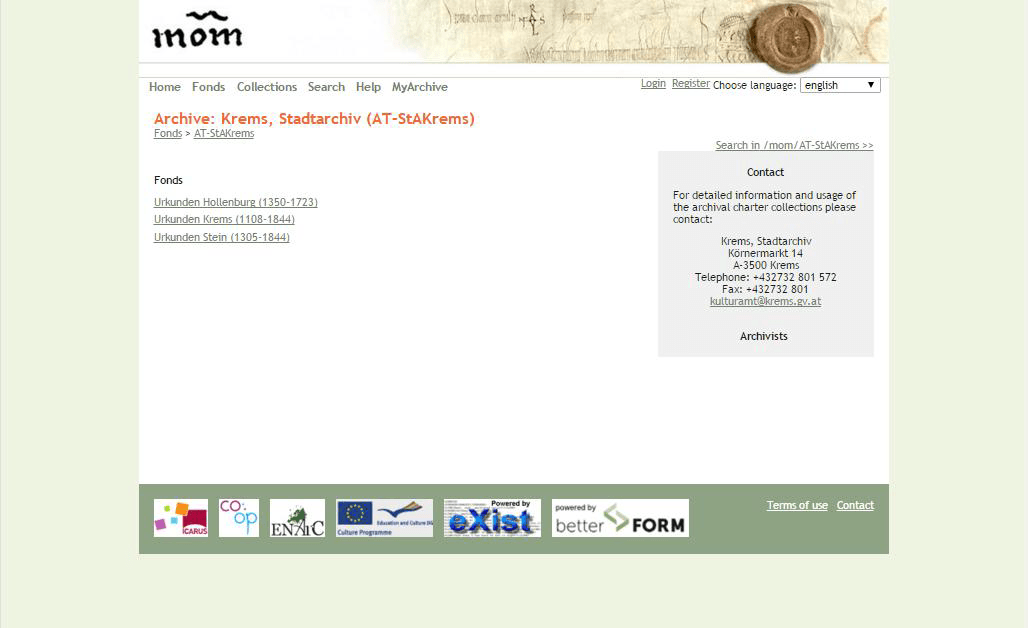 mom
Home Fonds Collections Search Help MyArchive
Login Register Choose language: english
Archive: Krems, Stadtarchiv (AT-StAKrems)
Fonds > AT-StAKrems
Search in /mom/AT-StAKrems >>
Fonds
Urkunden Hollenburg (1350-1723)
Urkunden Krems (1108-1844)
Urkunden Stein (1305-1844)
Contact
For detailed information and usage of
the archival charter collections please
contact:
Krems, Stadtarchiv
Körnermarkt 14
A-3500 Krems
Telephone: +432732 801 572
Fax: +432732 801
kulturamt@krems.gv.at
Archivists
ICARUS
CO:
OP
ENArC
Education and Culture DG
Culture Programme
Powered by
eXist
powered by
better FORM
Terms of use Contact